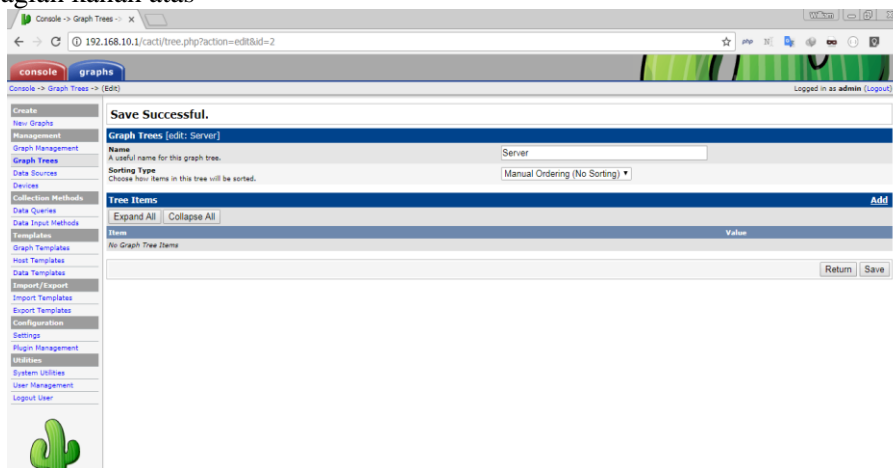 agian kanan atas
Console -> Graph Trees ->
192.168.10.1/cacti/tree.php?action=edit&id=2
console graphs
Console -> Graph Trees -> (Edit) Logged in as admin (Logout)
Create
New Graphs
Management
Graph Management
Graph Trees
Data Sources
Devices
Collection Methods
Data Queries
Data Input Methods
Templates
Graph Templates
Host Templates
Data Templates
Import/Export
Import Templates
Export Templates
Configuration
Settings
Plugin Management
Utilities
System Utilities
User Management
Logout User
Save Successful.
Graph Trees [edit: Server]
Name
A useful name for this graph tree.
Server
Sorting Type
Choose how items in this tree will be sorted.
Manual Ordering (No Sorting)
Tree Items Add
Expand All Collapse All
Item Value
No Graph Tree Items
Return Save